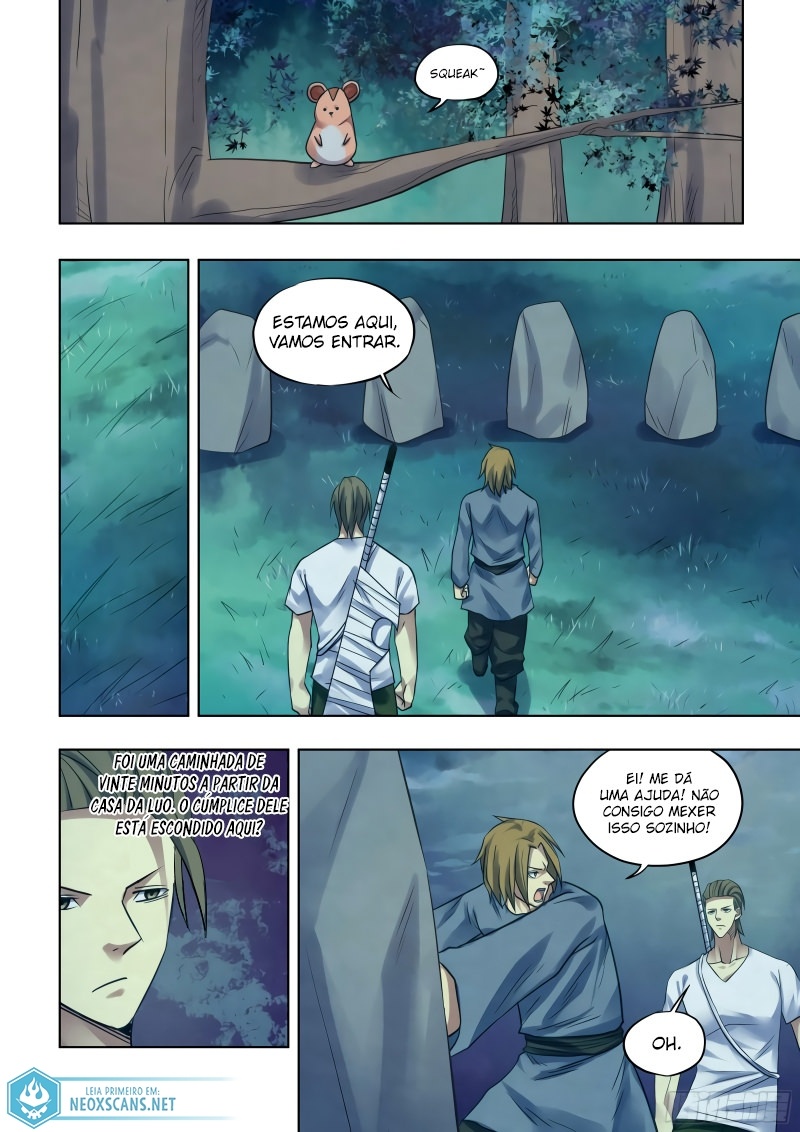 SQUEAK~
ESTAMOS AQUI,
VAMOS ENTRAR.
FOI UMA CAMINHADA DE
VINTE MINUTOS A PARTIR DA
CASA DA LUO. O CÚMPLICE DELE
ESTÁ ESCONDIDO AQUI?
EI! ME DÁ
UMA AJUDA! NÃO
CONSIGO MEXER
ISSO SOZINHO!
OH.
LEIA PRIMEIRO EM:
NEOXSCANS.NET